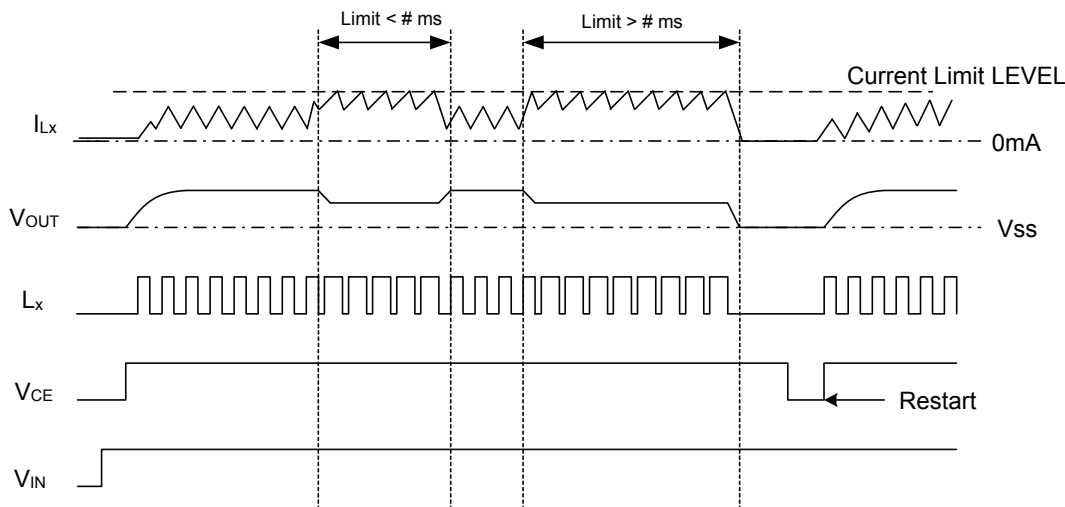 Limit < # ms
Limit > # ms
Current Limit LEVEL
ILx
0mA
VOUT
Vss
Lx
VCE
Restart
VIN